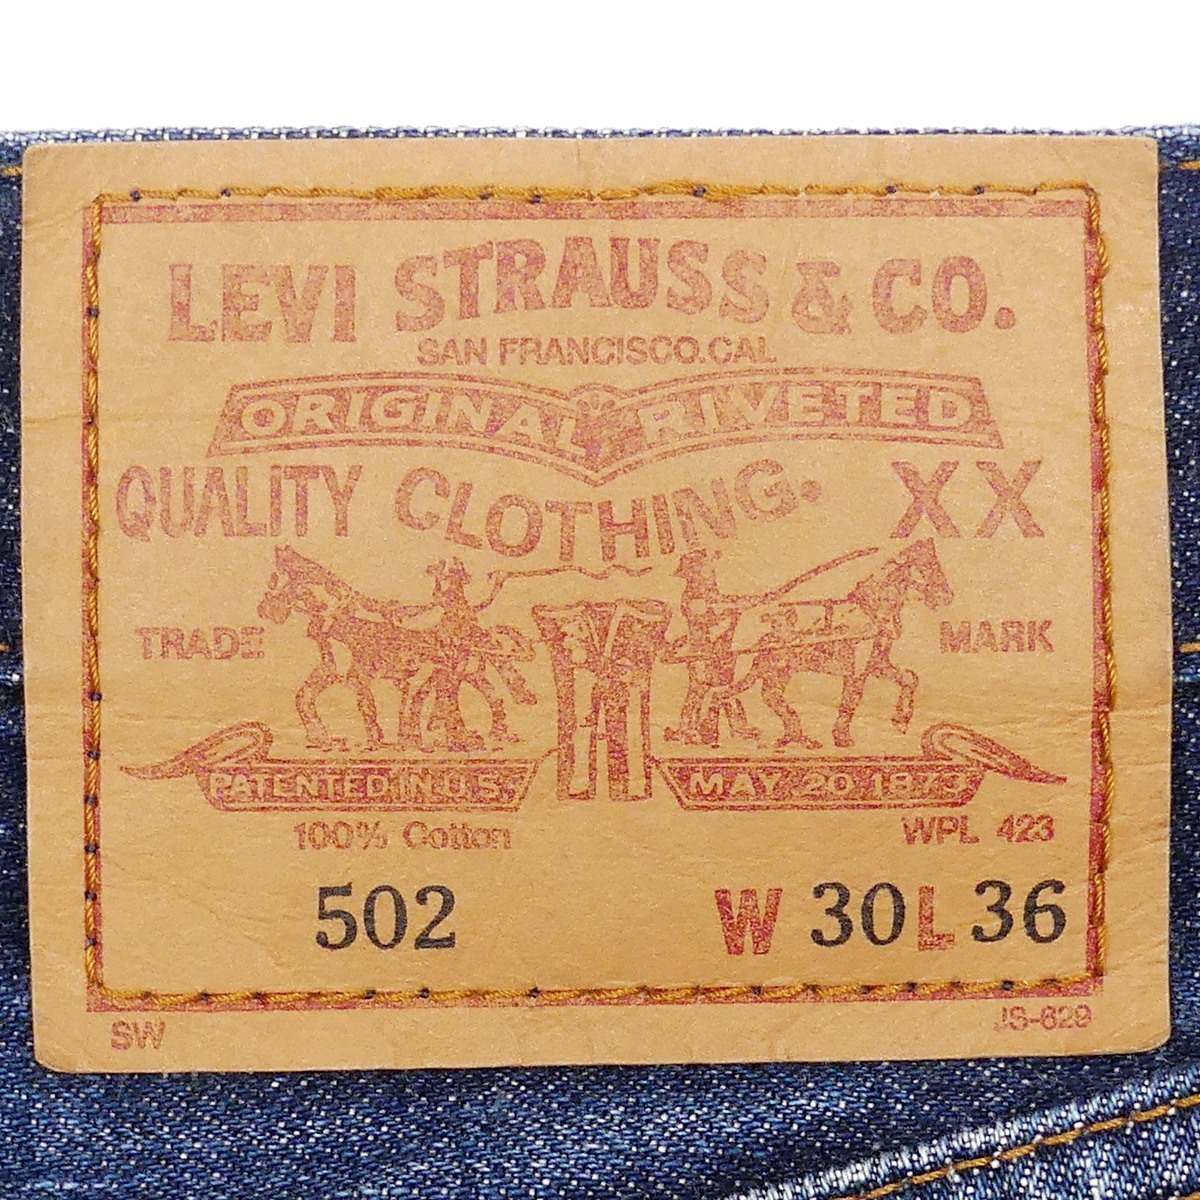 LEVI STRAUSS & CO.
SAN FRANCISCO.CAL
ORIGINAL RIVETED
QUALITY CLOTHING. XX
TRADE MARK
PATENTED IN U.S. MAY 20 1873
100% Cotton WPL 423
502 W 30 L 36
SW JS-629